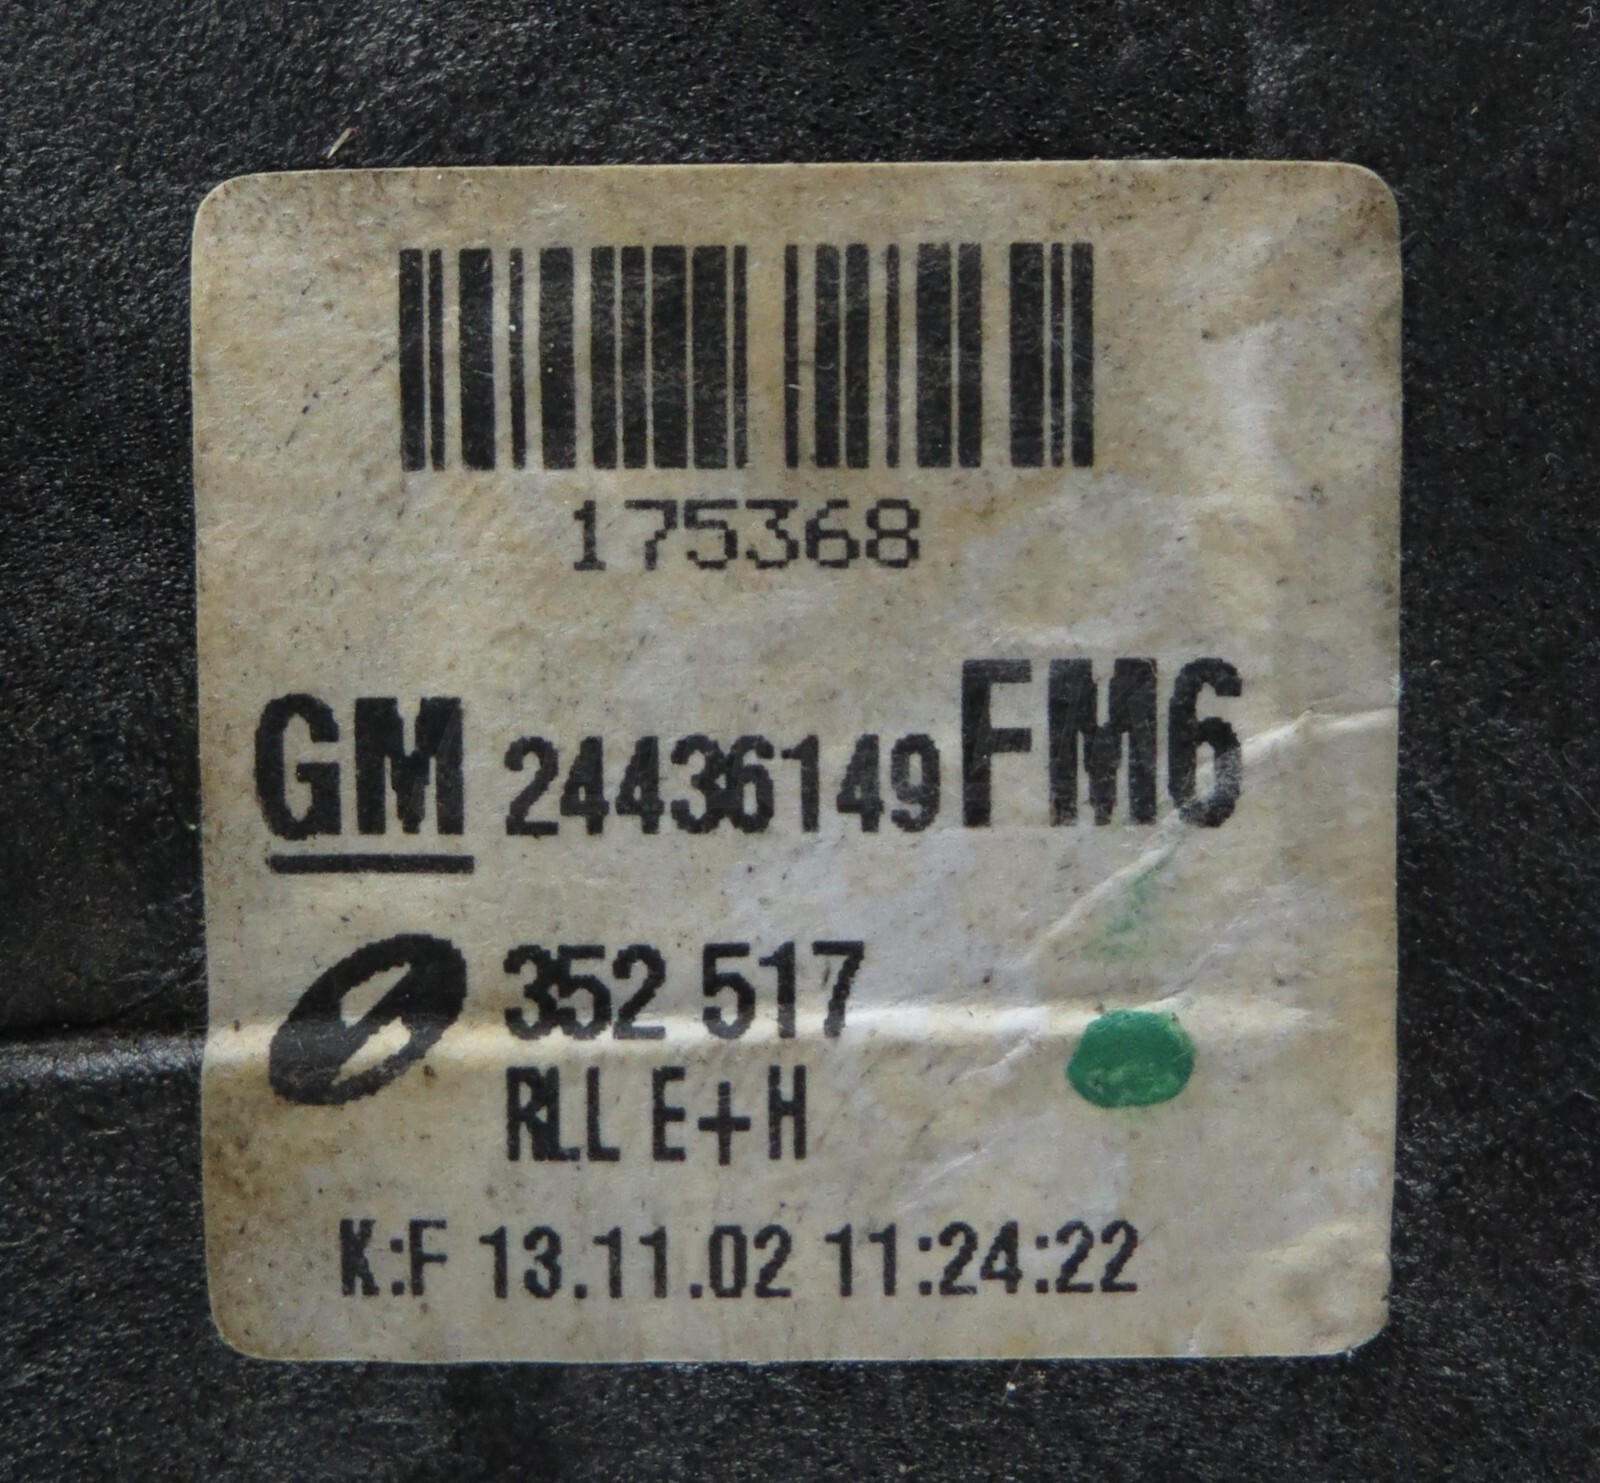 175368
GM 24436149 FM6
352 517
RLL E+H
K:F 13.11.02 11:24:22